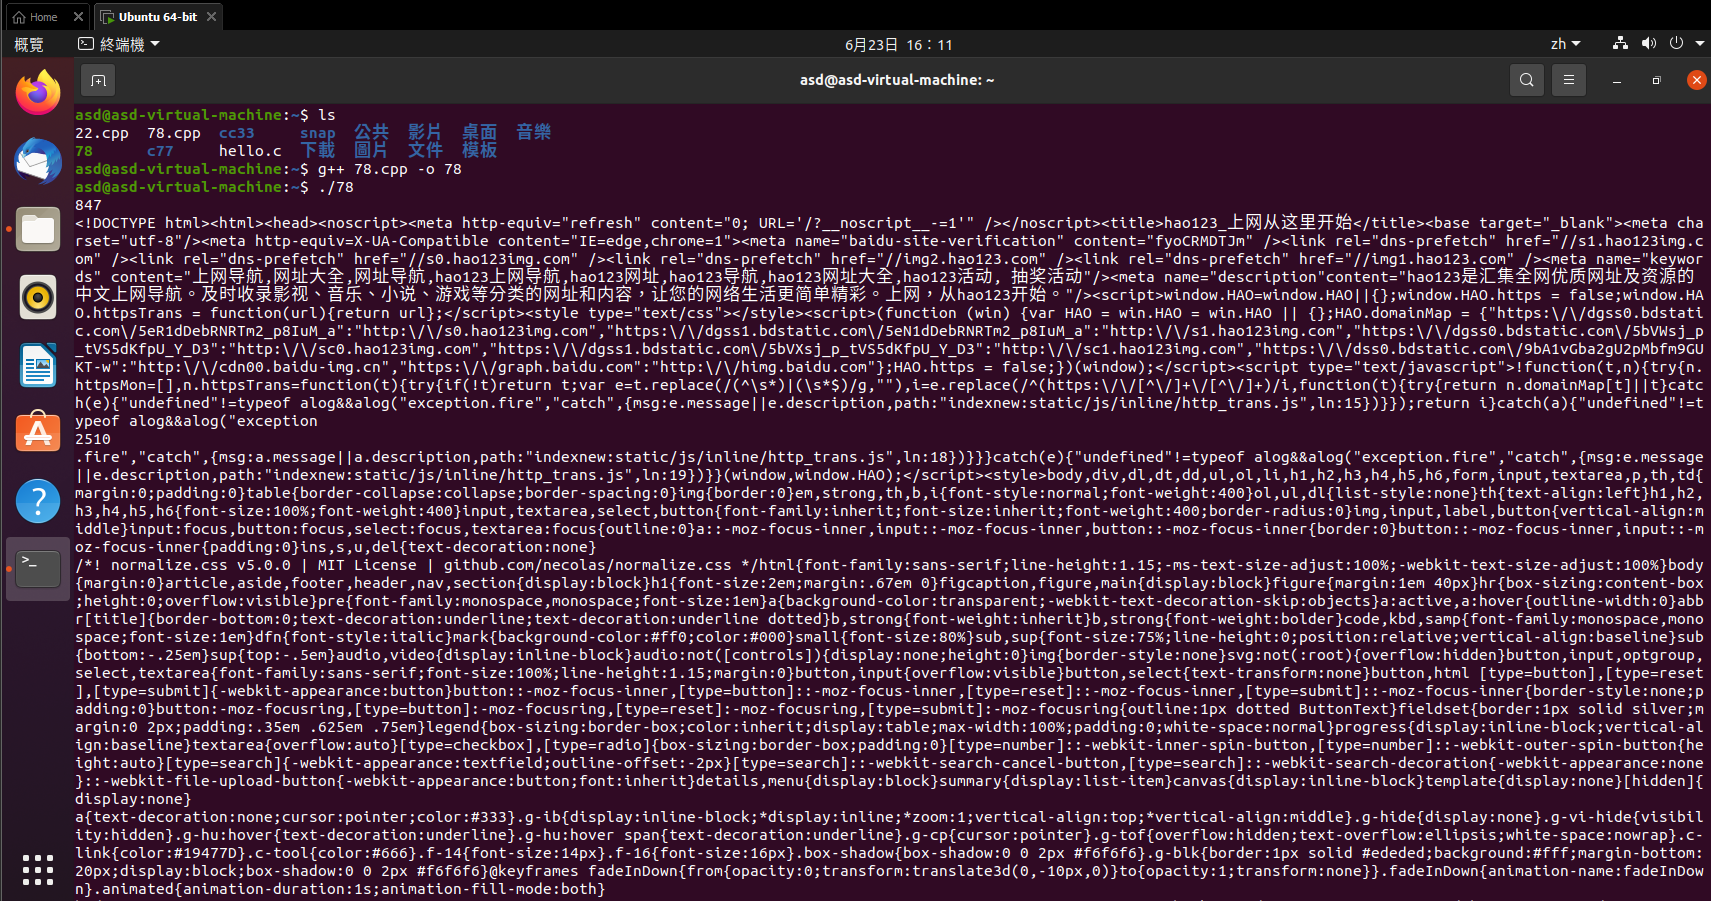 Home
Ubuntu 64-bit
概覽
終端機
6月23日 16：11
zh
asd@asd-virtual-machine: ~
asd@asd-virtual-machine:~$ ls
22.cpp 78.cpp cc33 snap 公共 影片 桌面 音樂
78 c77 hello.c 下載 圖片 文件 模板
asd@asd-virtual-machine:~$ g++ 78.cpp -o 78
asd@asd-virtual-machine:~$ ./78
847
<!DOCTYPE html><html><head><noscript><meta http-equiv="refresh" content="0; URL='/?__noscript__-=1'" /></noscript><title>hao123_上网从这里开始</title><base target="_blank"><meta cha
rset="utf-8"/><meta http-equiv=X-UA-Compatible content="IE=edge,chrome=1"><meta name="baidu-site-verification" content="fyoCRMDTJm" /><link rel="dns-prefetch" href="//s1.hao123img.c
om" /><link rel="dns-prefetch" href="//s0.hao123img.com" /><link rel="dns-prefetch" href="//img2.hao123.com" /><link rel="dns-prefetch" href="//img1.hao123.com" /><meta name="keywor
ds" content="上网导航,网址大全,网址导航,hao123上网导航,hao123网址,hao123导航,hao123网址大全,hao123活动, 抽奖活动"/><meta name="description"content="hao123是汇集全网优质网址及资源的
中文上网导航。及时收录影视、音乐、小说、游戏等分类的网址和内容，让您的网络生活更简单精彩。上网，从hao123开始。"/><script>window.HAO=window.HAO||{};window.HAO.https = false;window.HA
O.httpsTrans = function(url){return url};</script><style type="text/css"></style><script>(function (win) {var HAO = win.HAO = win.HAO || {};HAO.domainMap = {"https:\/\/dgss0.bdstati
c.com\/5eR1dDebRNRTm2_p8IuM_a":"http:\/\/s0.hao123img.com","https:\/\/dgss1.bdstatic.com\/5eN1dDebRNRTm2_p8IuM_a":"http:\/\/s1.hao123img.com","https:\/\/dgss0.bdstatic.com\/5bVWsj_p
_tVS5dKfpU_Y_D3":"http:\/\/sc0.hao123img.com","https:\/\/dgss1.bdstatic.com\/5bVXsj_p_tVS5dKfpU_Y_D3":"http:\/\/sc1.hao123img.com","https:\/\/dss0.bdstatic.com\/9bA1vGba2gU2pMbfm9GU
KT-w":"http:\/\/cdn00.baidu-img.cn","https:\/\/graph.baidu.com":"http:\/\/himg.baidu.com"};HAO.https = false;})(window);</script><script type="text/javascript">!function(t,n){try{n.
httpsMon=[],n.httpsTrans=function(t){try{if(!t)return t;var e=t.replace(/(^\s*)|(\s*$)/g,""),i=e.replace(/^(https:\/\/[^\/]+\/[^\/]+)/i,function(t){try{return n.domainMap[t]||t}catc
h(e){"undefined"!=typeof alog&&alog("exception.fire","catch",{msg:e.message||e.description,path:"indexnew:static/js/inline/http_trans.js",ln:15})}});return i}catch(a){"undefined"!=t
ypeof alog&&alog("exception
2510
.fire","catch",{msg:a.message||a.description,path:"indexnew:static/js/inline/http_trans.js",ln:18})}}}catch(e){"undefined"!=typeof alog&&alog("exception.fire","catch",{msg:e.message
||e.description,path:"indexnew:static/js/inline/http_trans.js",ln:19})}}(window,window.HAO);</script><style>body,div,dl,dt,dd,ul,ol,li,h1,h2,h3,h4,h5,h6,form,input,textarea,p,th,td{
margin:0;padding:0}table{border-collapse:collapse;border-spacing:0}img{border:0}em,strong,th,b,i{font-style:normal;font-weight:400}ol,ul,dl{list-style:none}th{text-align:left}h1,h2,
h3,h4,h5,h6{font-size:100%;font-weight:400}input,textarea,select,button{font-family:inherit;font-size:inherit;font-weight:400;border-radius:0}img,input,label,button{vertical-align:m
iddle}input:focus,button:focus,select:focus,textarea:focus{outline:0}a::-moz-focus-inner,input::-moz-focus-inner,button::-moz-focus-inner{border:0}button::-moz-focus-inner,input::-m
oz-focus-inner{padding:0}ins,s,u,del{text-decoration:none}
/*! normalize.css v5.0.0 | MIT License | github.com/necolas/normalize.css */html{font-family:sans-serif;line-height:1.15;-ms-text-size-adjust:100%;-webkit-text-size-adjust:100%}body
{margin:0}article,aside,footer,header,nav,section{display:block}h1{font-size:2em;margin:.67em 0}figcaption,figure,main{display:block}figure{margin:1em 40px}hr{box-sizing:content-box
;height:0;overflow:visible}pre{font-family:monospace,monospace;font-size:1em}a{background-color:transparent;-webkit-text-decoration-skip:objects}a:active,a:hover{outline-width:0}abb
r[title]{border-bottom:0;text-decoration:underline;text-decoration:underline dotted}b,strong{font-weight:inherit}b,strong{font-weight:bolder}code,kbd,samp{font-family:monospace,mono
space;font-size:1em}dfn{font-style:italic}mark{background-color:#ff0;color:#000}small{font-size:80%}sub,sup{font-size:75%;line-height:0;position:relative;vertical-align:baseline}sub
{bottom:-.25em}sup{top:-.5em}audio,video{display:inline-block}audio:not([controls]){display:none;height:0}img{border-style:none}svg:not(:root){overflow:hidden}button,input,optgroup,
select,textarea{font-family:sans-serif;font-size:100%;line-height:1.15;margin:0}button,input{overflow:visible}button,select{text-transform:none}button,html [type=button],[type=reset
],[type=submit]{-webkit-appearance:button}button::-moz-focus-inner,[type=button]::-moz-focus-inner,[type=reset]::-moz-focus-inner,[type=submit]::-moz-focus-inner{border-style:none;p
adding:0}button:-moz-focusring,[type=button]:-moz-focusring,[type=reset]:-moz-focusring,[type=submit]:-moz-focusring{outline:1px dotted ButtonText}fieldset{border:1px solid silver;m
argin:0 2px;padding:.35em .625em .75em}legend{box-sizing:border-box;color:inherit;display:table;max-width:100%;padding:0;white-space:normal}progress{display:inline-block;vertical-al
ign:baseline}textarea{overflow:auto}[type=checkbox],[type=radio]{box-sizing:border-box;padding:0}[type=number]::-webkit-inner-spin-button,[type=number]::-webkit-outer-spin-button{he
ight:auto}[type=search]{-webkit-appearance:textfield;outline-offset:-2px}[type=search]::-webkit-search-cancel-button,[type=search]::-webkit-search-decoration{-webkit-appearance:none
}::-webkit-file-upload-button{-webkit-appearance:button;font:inherit}details,menu{display:block}summary{display:list-item}canvas{display:inline-block}template{display:none}[hidden]{
display:none}
a{text-decoration:none;cursor:pointer;color:#333}.g-ib{display:inline-block;*display:inline;*zoom:1;vertical-align:top;*vertical-align:middle}.g-hide{display:none}.g-vi-hide{visibil
ity:hidden}.g-hu:hover{text-decoration:underline}.g-hu:hover span{text-decoration:underline}.g-cp{cursor:pointer}.g-tof{overflow:hidden;text-overflow:ellipsis;white-space:nowrap}.c-
link{color:#19477D}.c-tool{color:#666}.f-14{font-size:14px}.f-16{font-size:16px}.box-shadow{box-shadow:0 0 2px #f6f6f6}.g-blk{border:1px solid #ededed;background:#fff;margin-bottom:
20px;display:block;box-shadow:0 0 2px #f6f6f6}@keyframes fadeInDown{from{opacity:0;transform:translate3d(0,-10px,0)}to{opacity:1;transform:none}}.fadeInDown{animation-name:fadeInDow
n}.animated{animation-duration:1s;animation-fill-mode:both}